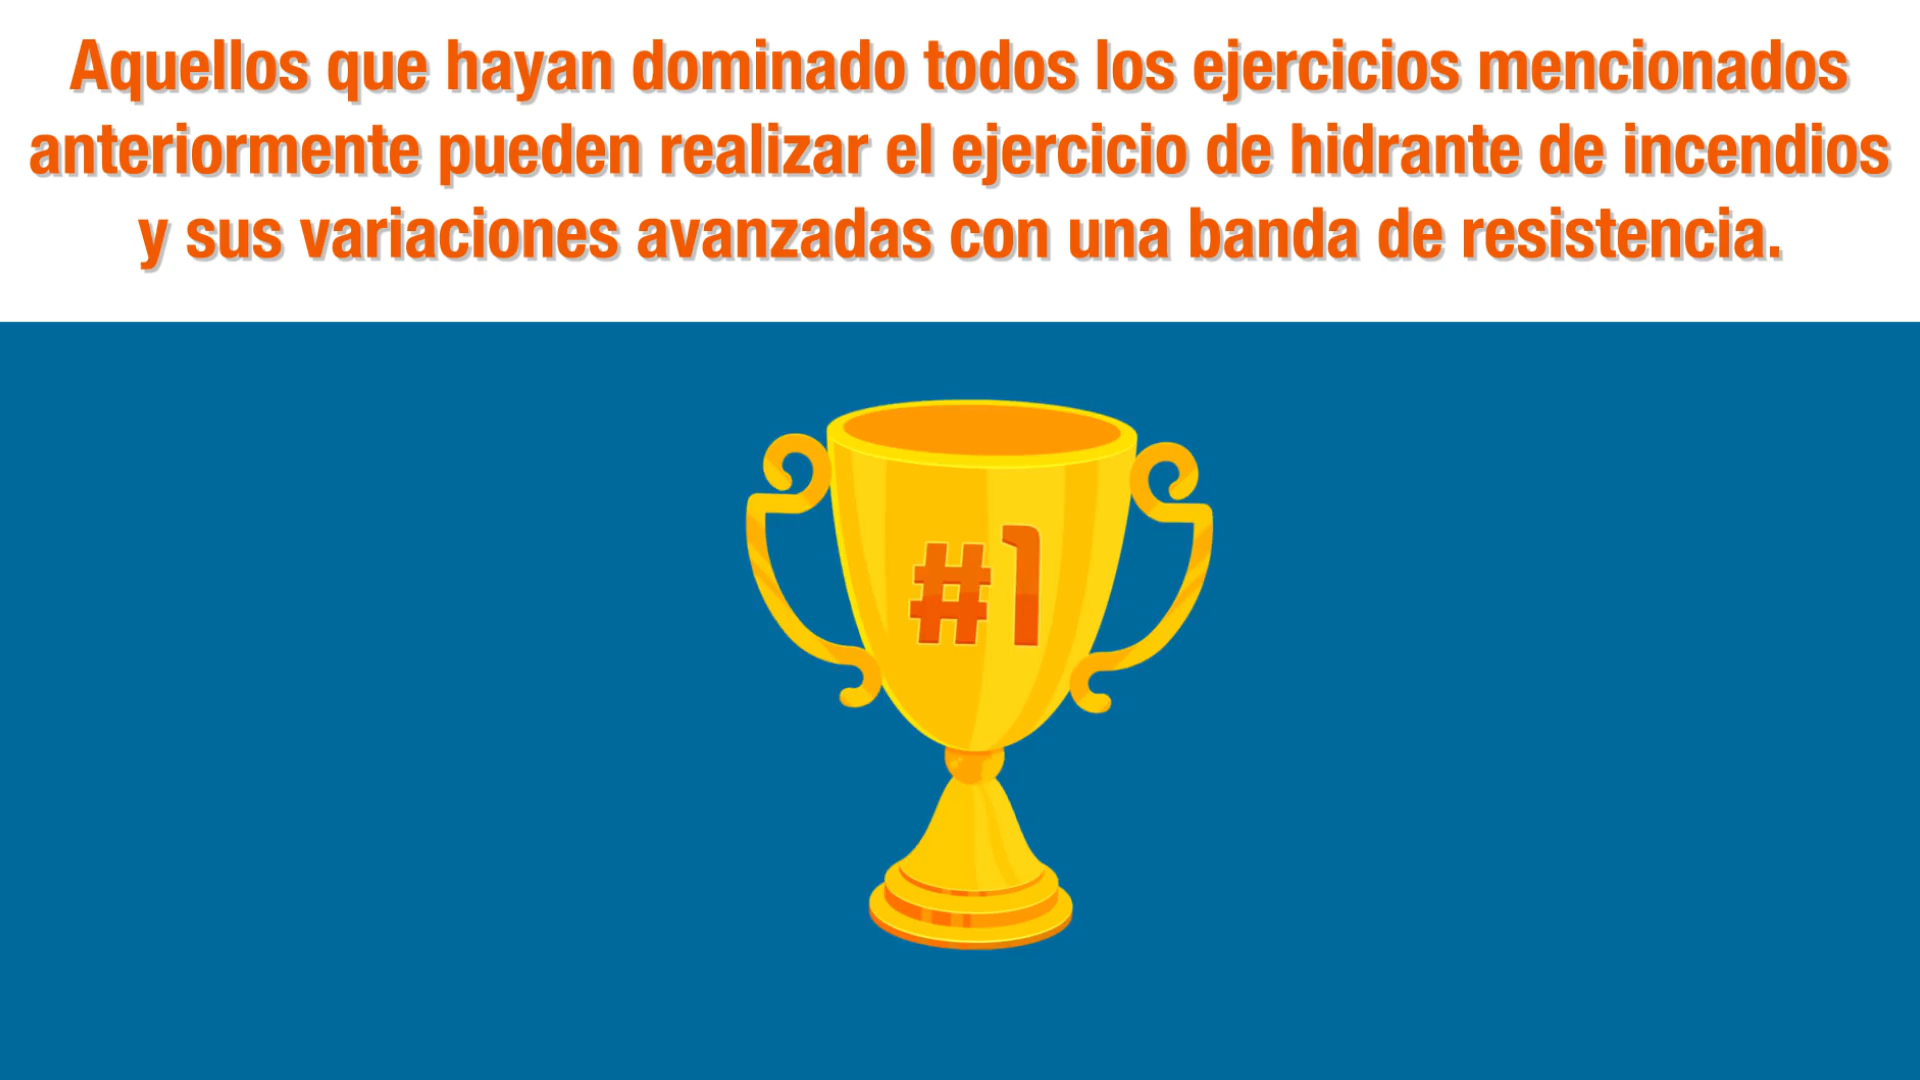 Aquellos que hayan dominado todos los ejercicios mencionados
anteriormente pueden realizar el ejercicio de hidrante de incendios
y sus variaciones avanzadas con una banda de resistencia.
#1